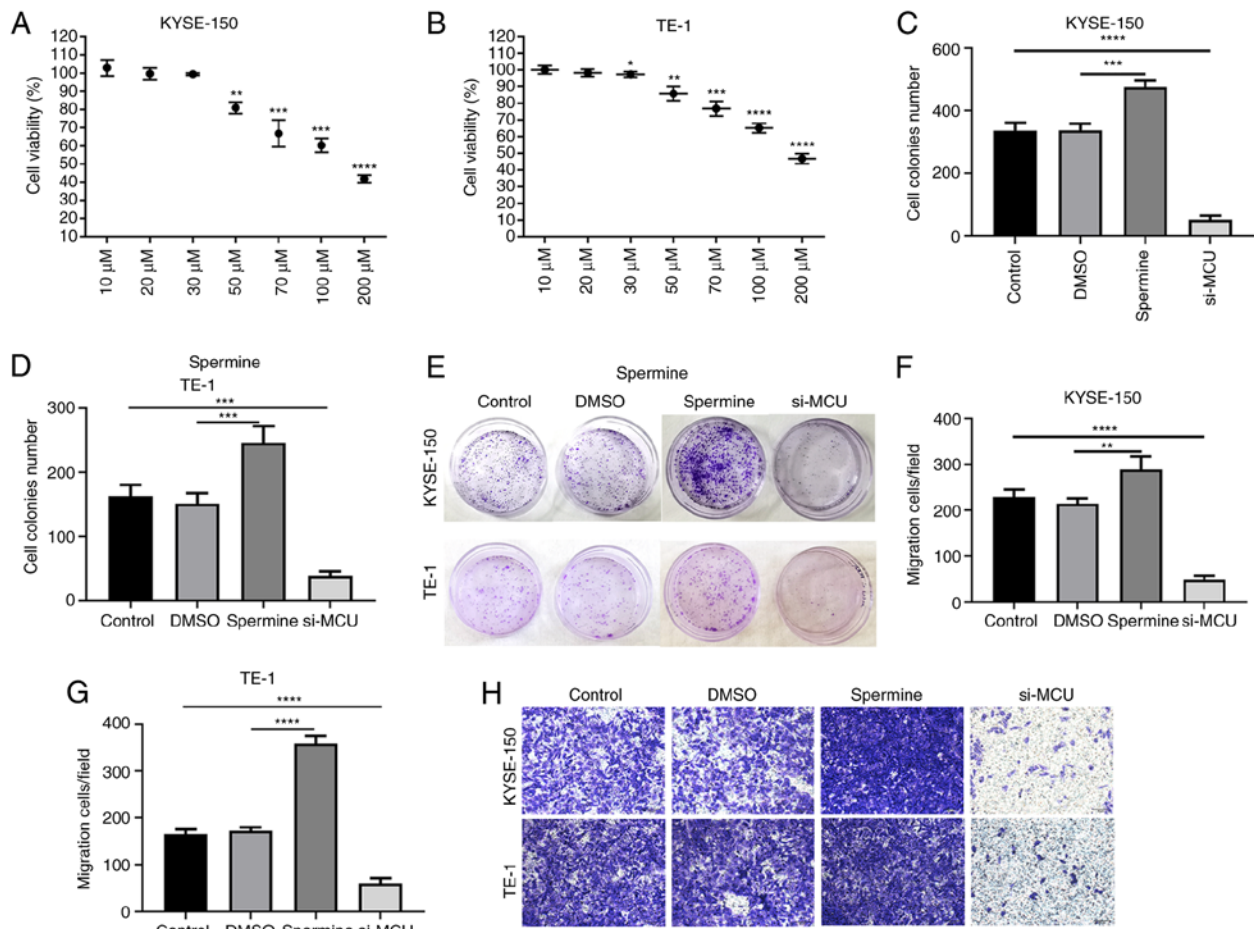 A
KYSE-150
Cell viability (%)
120
110
100
90
80
70
60
50
40
30
20
10
**
***
***
****
10 µM
20 µM
30 µM
50 µM
70 µM
100 µM
200 µM
B
TE-1
Cell viability (%)
120
110
100
90
80
70
60
50
40
30
20
10
*
**
***
****
****
10 µM
20 µM
30 µM
50 µM
70 µM
100 µM
200 µM
C
KYSE-150
Cell colonies number
600
400
200
0
****
***
Control
DMSO
Spermine
si-MCU
D
Spermine
TE-1
Cell colonies number
300
200
100
0
***
***
Control DMSO Spermine si-MCU
E
Spermine
Control DMSO Spermine si-MCU
KYSE-150
TE-1
F
KYSE-150
Migration cells/field
400
300
200
100
0
****
**
Control DMSO Spermine si-MCU
G
TE-1
Migration cells/field
400
300
200
100
0
****
****
Control DMSO Spermine si-MCU
H
Control DMSO Spermine si-MCU
KYSE-150
TE-1